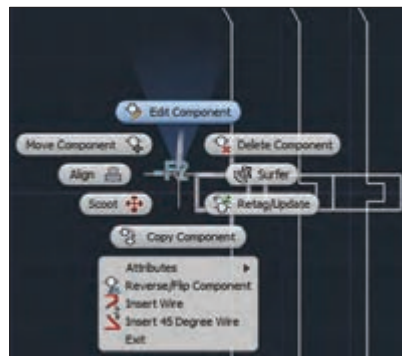 Edit Component
Move Component
Delete Component
Align
Surfer
Scoot
Retag/Update
Copy Component
Attributes
Reverse/Flip Component
Insert Wire
Insert 45 Degree Wire
Exit